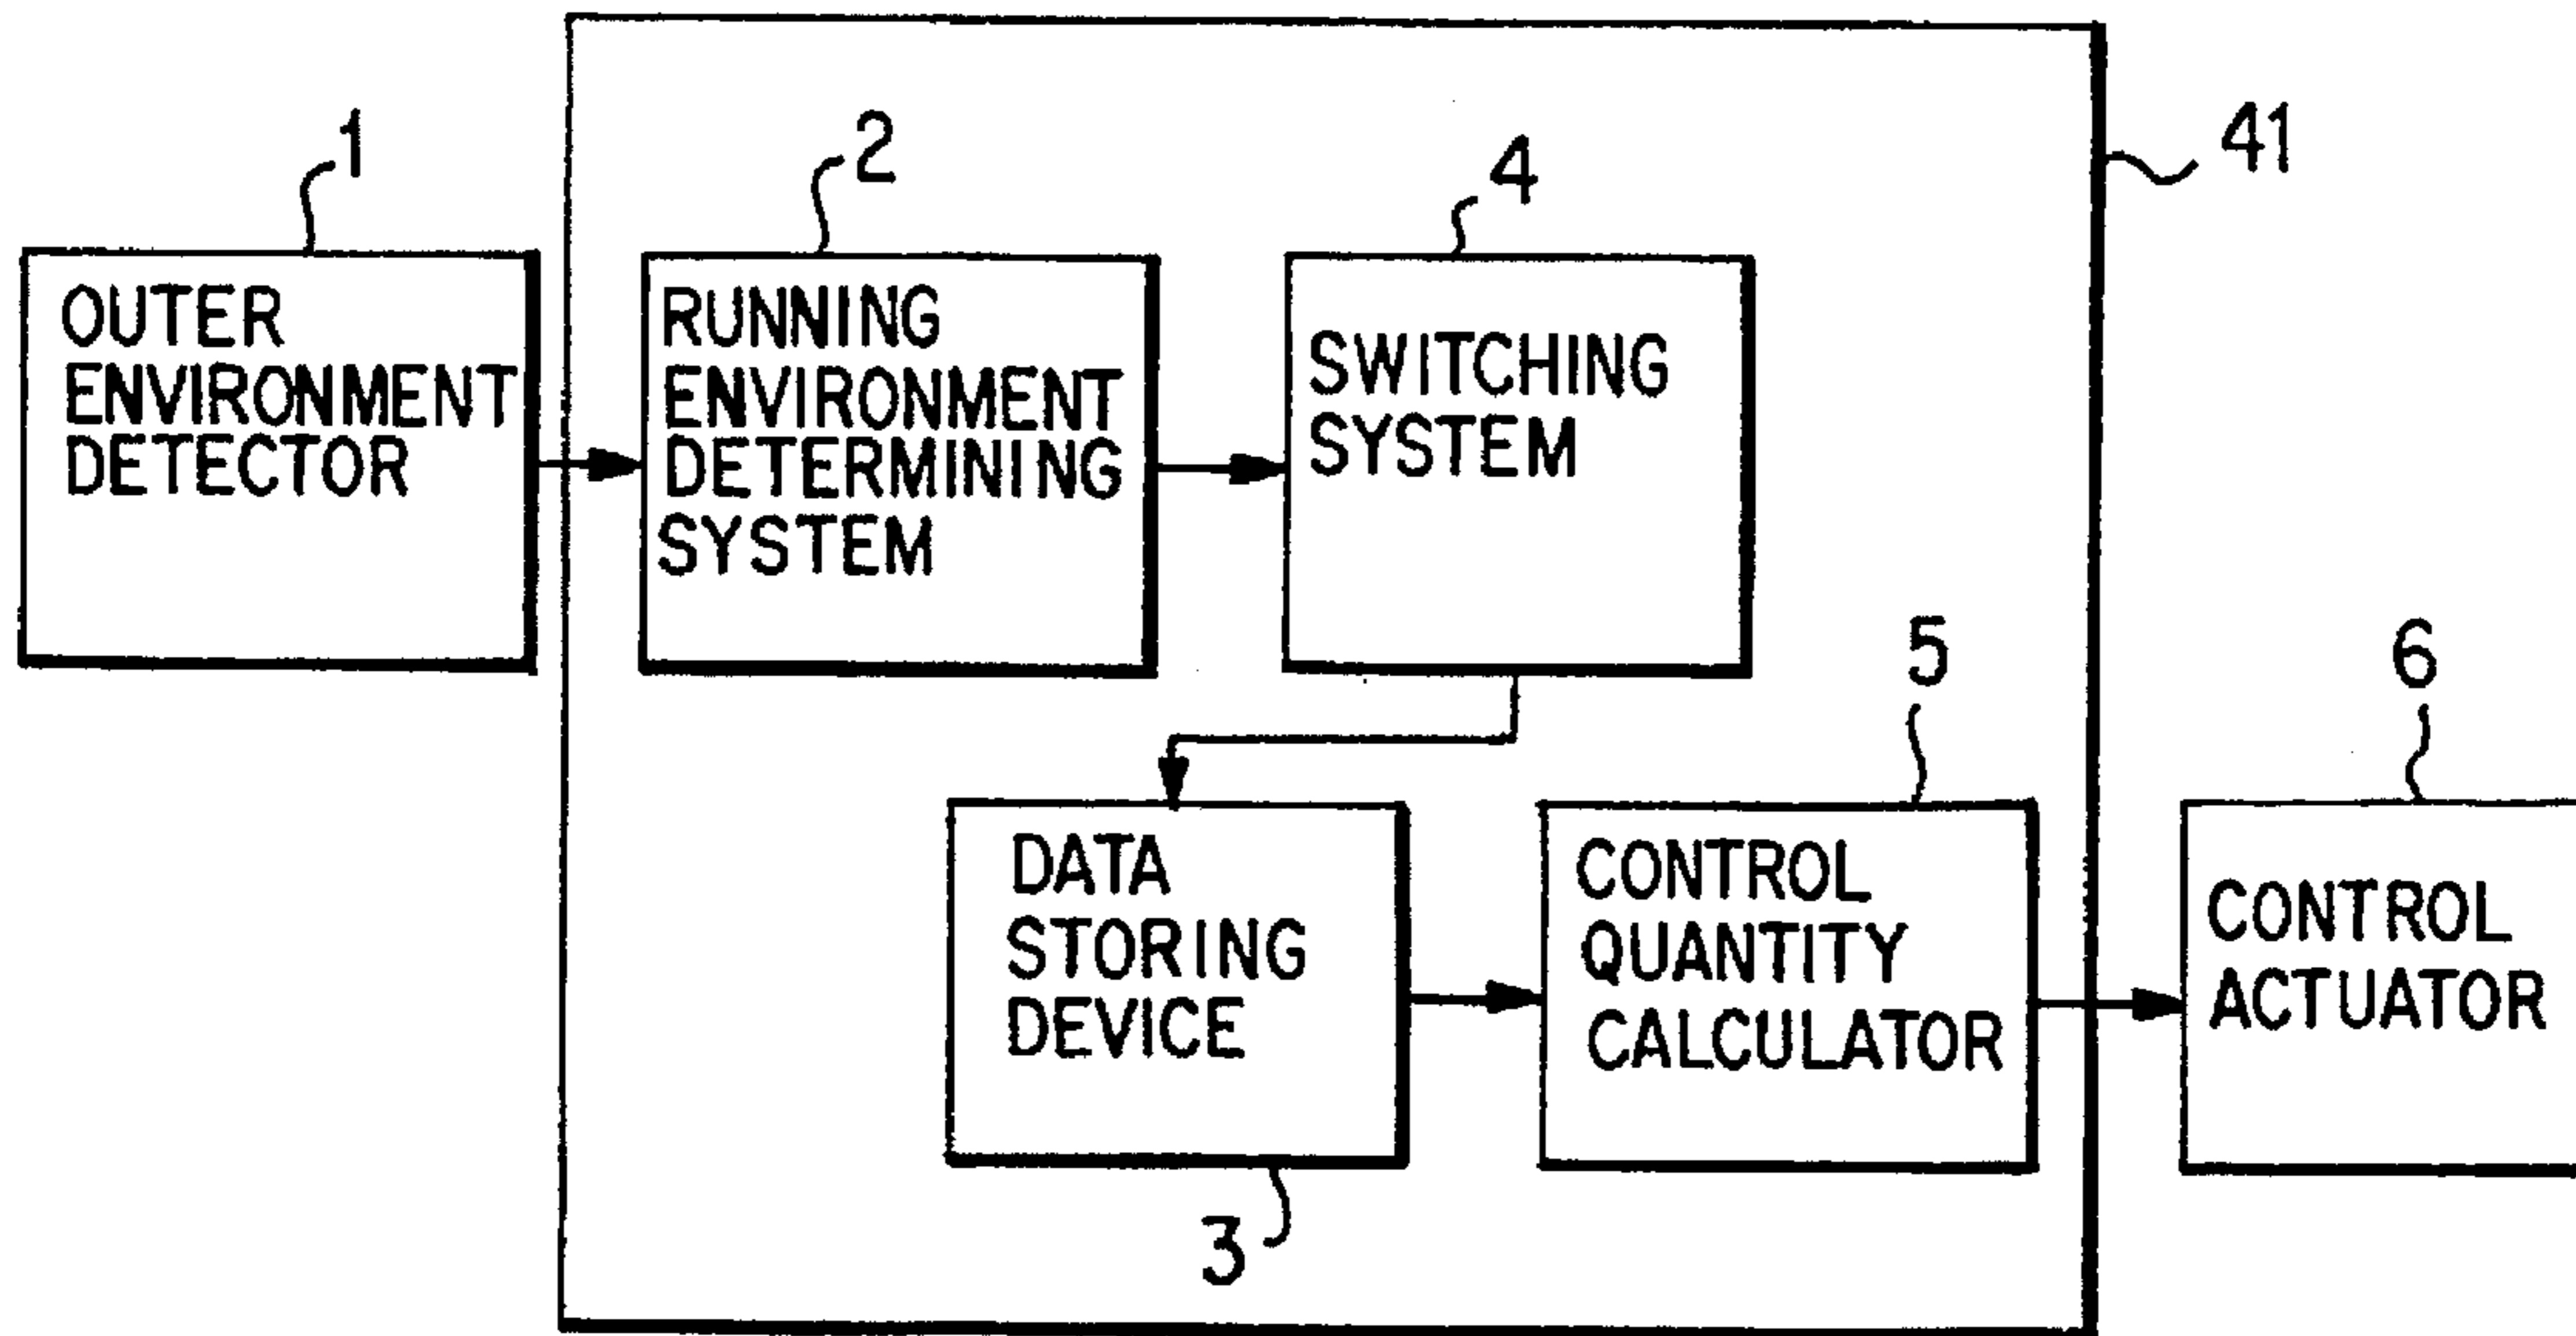 1
2
4
41
OUTER
ENVIRONMENT
DETECTOR
RUNNING
ENVIRONMENT
DETERMINING
SYSTEM
SWITCHING
SYSTEM
5
6
DATA
STORING
DEVICE
CONTROL
QUANTITY
CALCULATOR
CONTROL
ACTUATOR
3